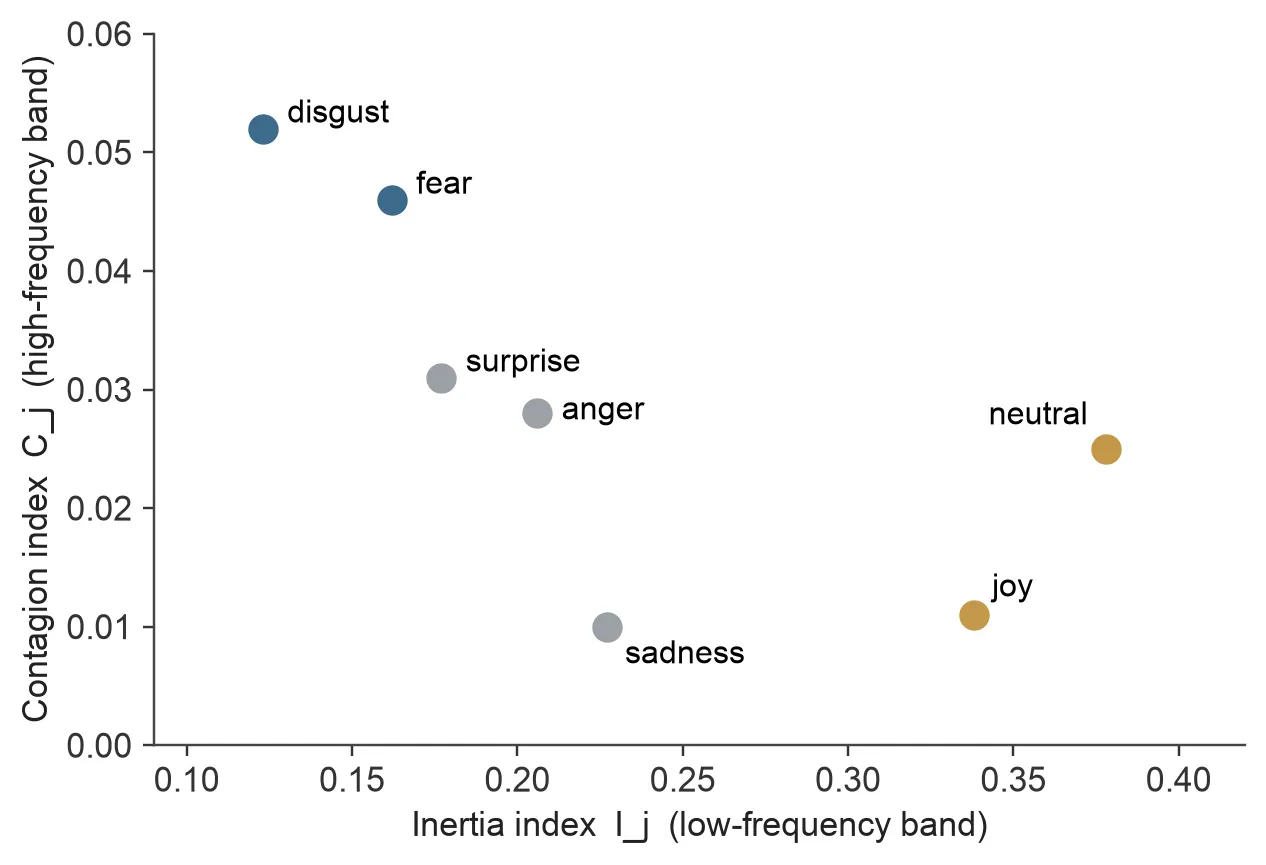 Contagion index  C_j  (high-frequency band)
0.06
0.05
0.04
0.03
0.02
0.01
0.00
disgust
fear
surprise
anger
neutral
joy
sadness
0.10 0.15 0.20 0.25 0.30 0.35 0.40
Inertia index  I_j  (low-frequency band)